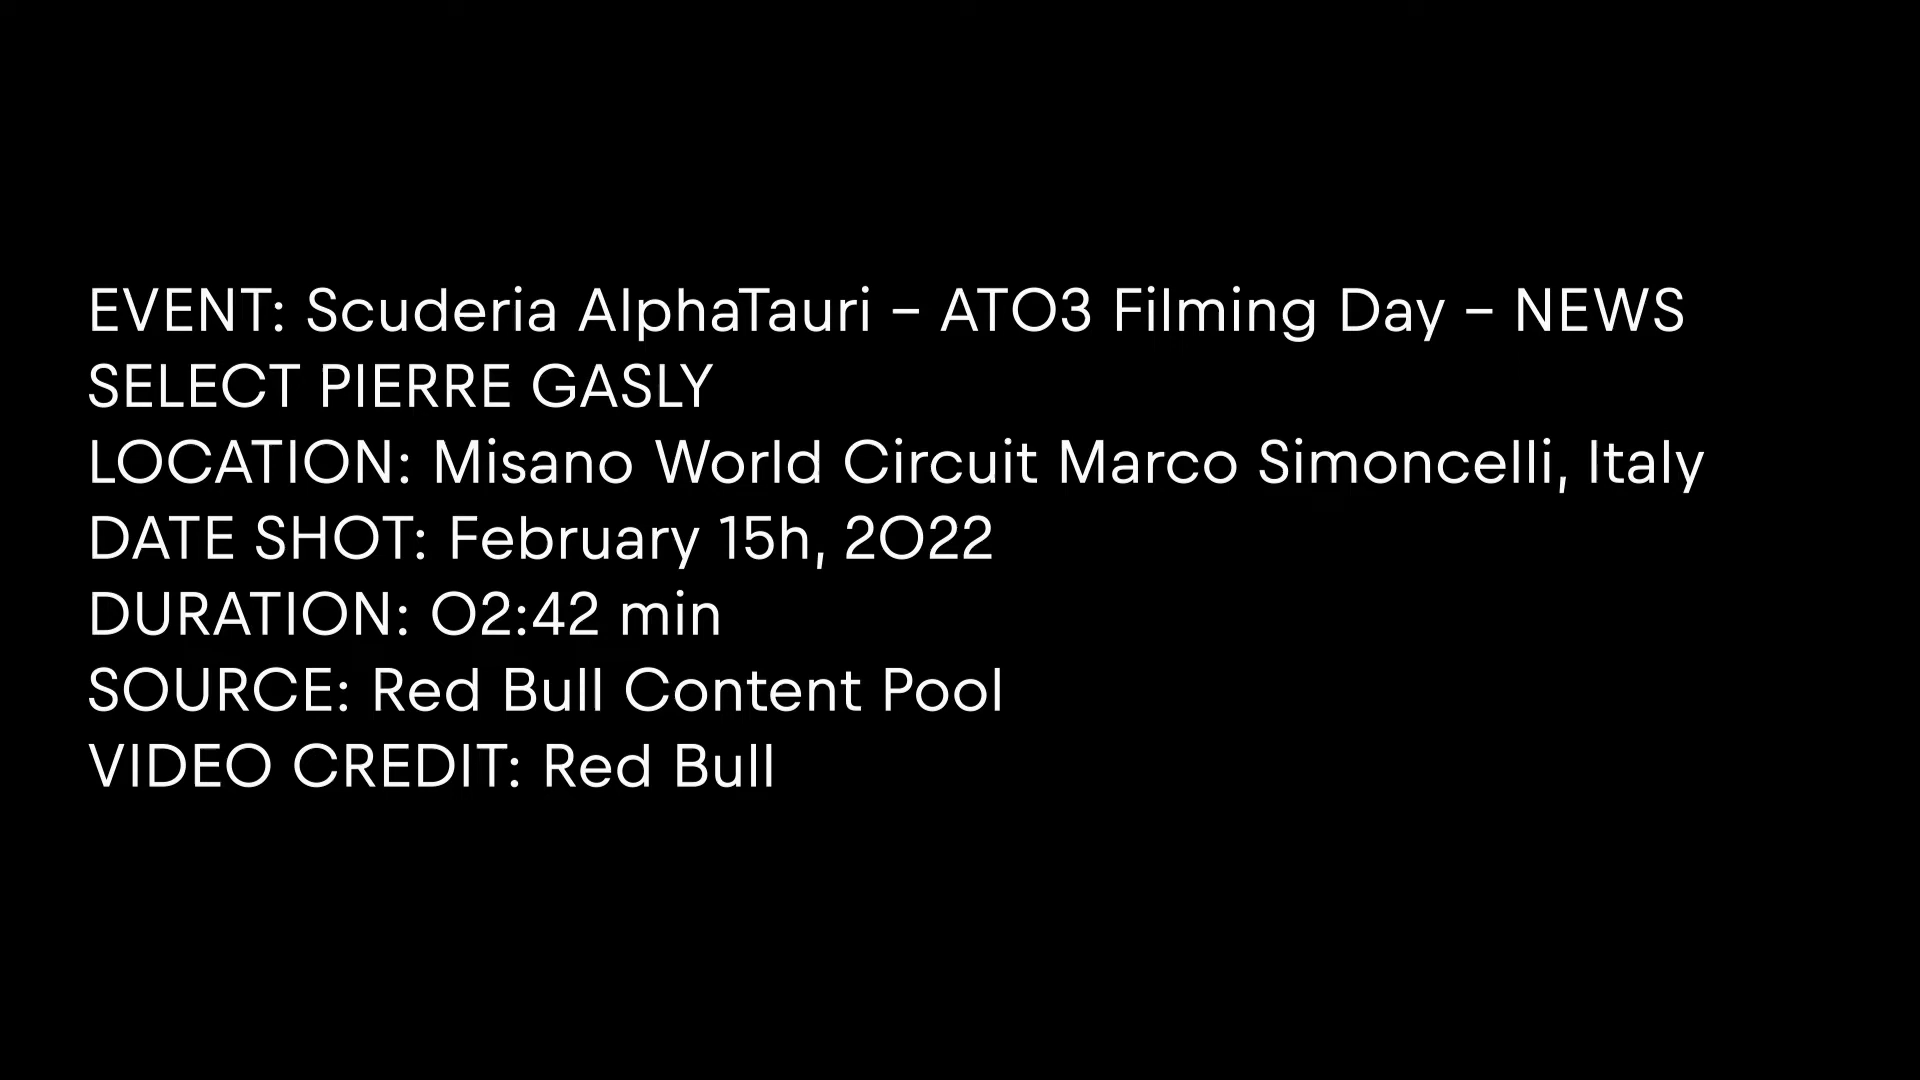 EVENT: Scuderia AlphaTauri – AT03 Filming Day – NEWS
SELECT PIERRE GASLY
LOCATION: Misano World Circuit Marco Simoncelli, Italy
DATE SHOT: February 15h, 2022
DURATION: 02:42 min
SOURCE: Red Bull Content Pool
VIDEO CREDIT: Red Bull